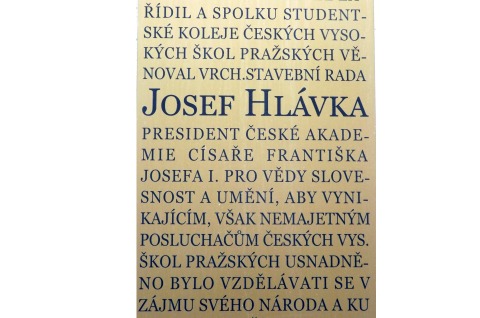 ŘÍDIL A SPOLKU STUDENT-
SKÉ KOLEJE ČESKÝCH VYSO-
KÝCH ŠKOL PRAŽSKÝCH VĚ-
NOVAL VRCH.STAVEBNÍ RADA
JOSEF HLÁVKA
PRESIDENT ČESKÉ AKADE-
MIE CÍSAŘE FRANTIŠKA
JOSEFA I. PRO VĚDY SLOVE-
SNOST A UMĚNÍ, ABY VYNI-
KAJÍCÍM, VŠAK NEMAJETNÝM
POSLUCHAČŮM ČESKÝCH VYS.
ŠKOL PRAŽSKÝCH USNADNĚ-
NO BYLO VZDĚLÁVATI SE V
ZÁJMU SVÉHO NÁRODA A KU